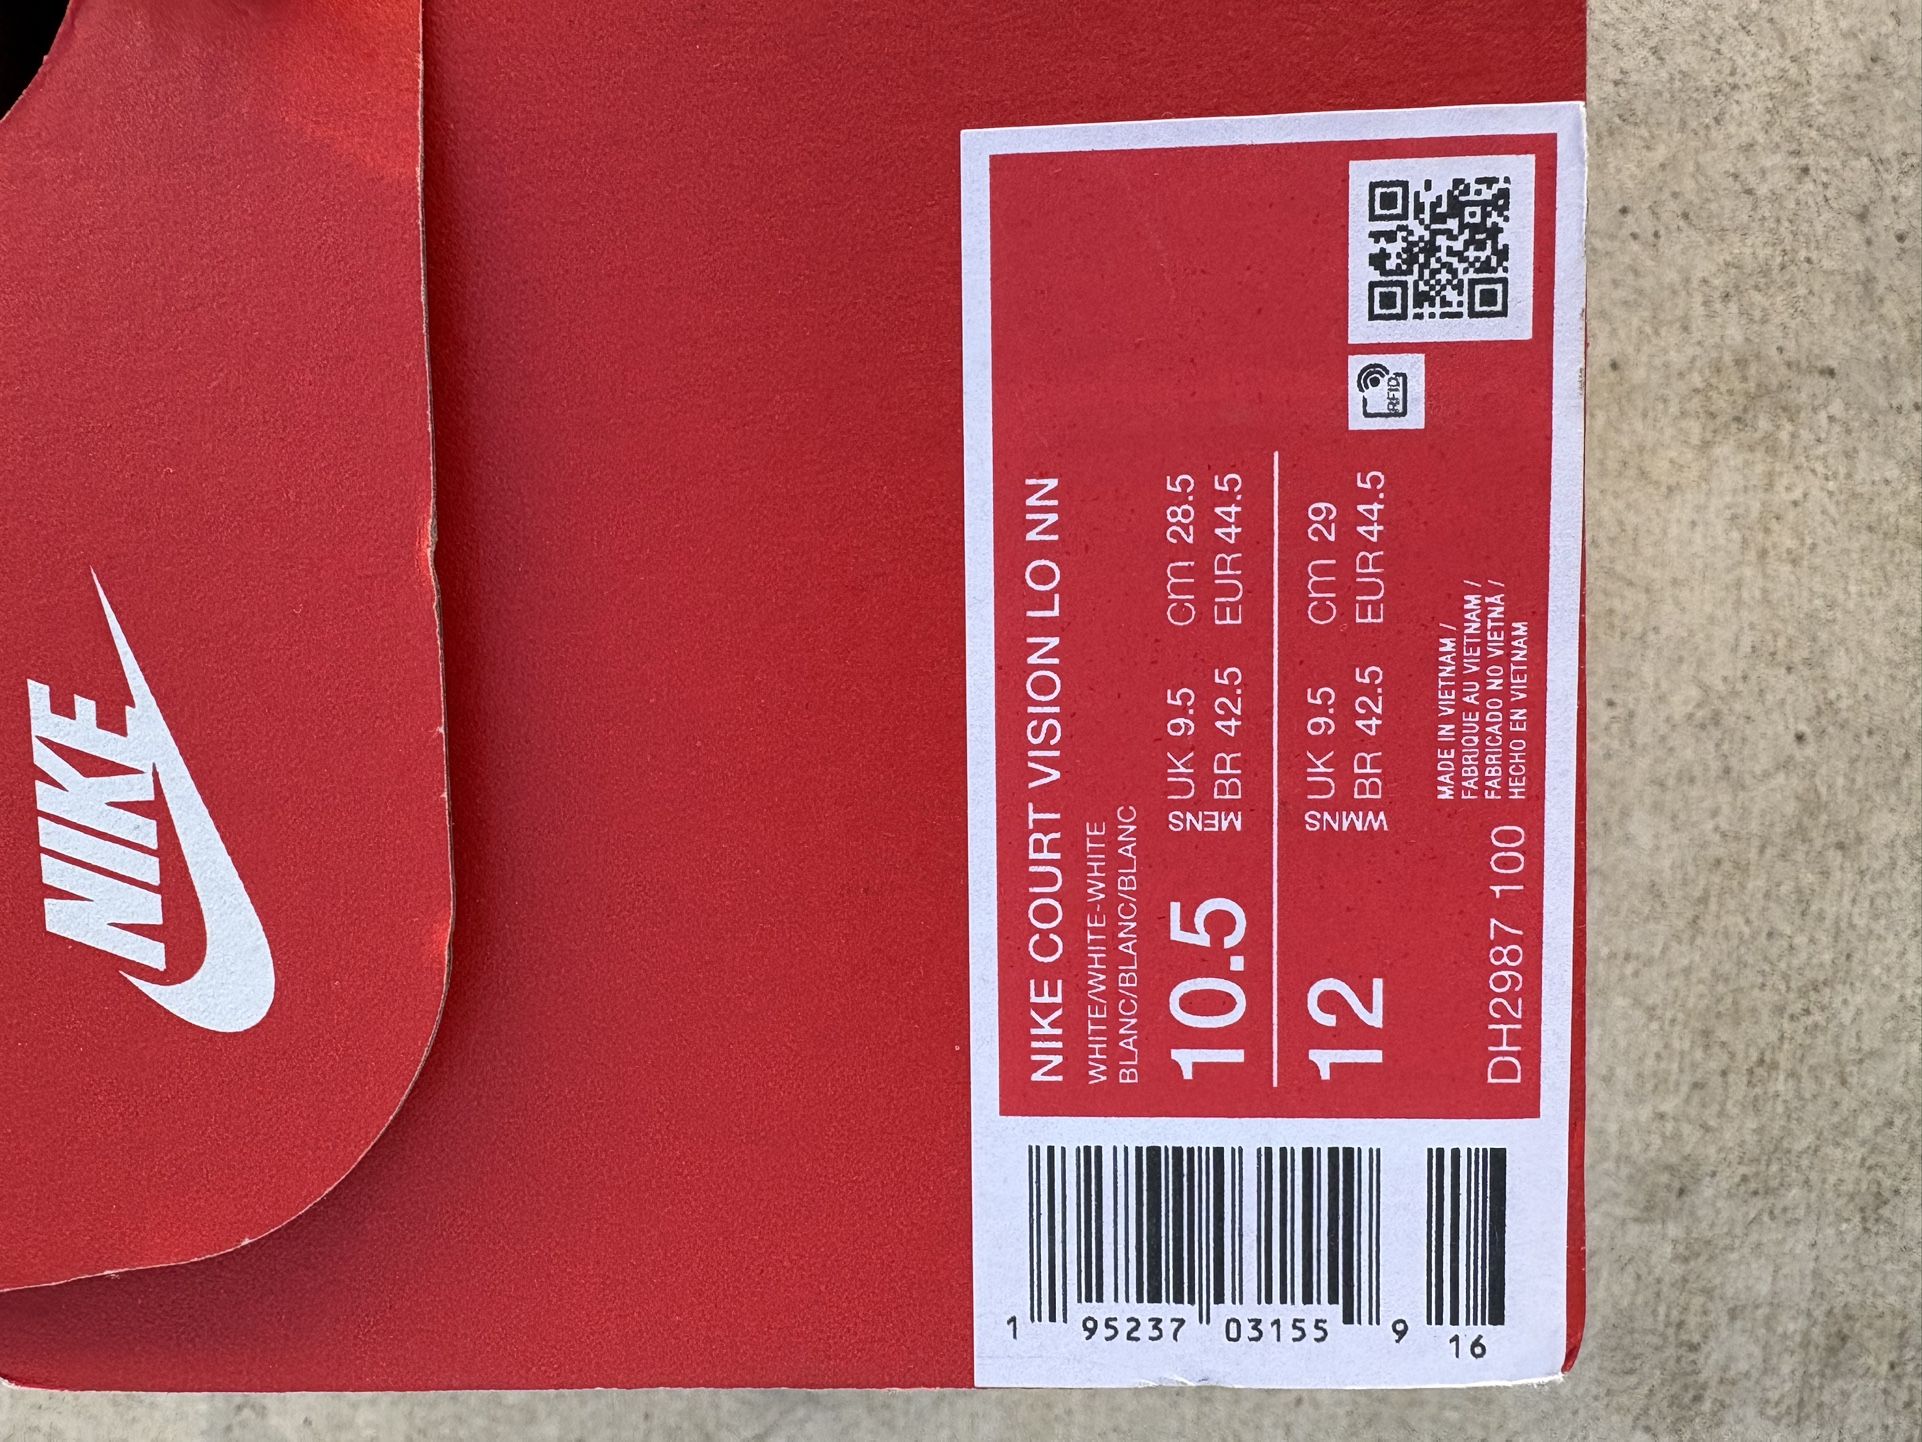 NIKE
NIKE COURT VISION LO NN
WHITE/WHITE-WHITE
BLANC/BLANC/BLANC/BLANC
10.5
MENS
UK 9.5 cm 28.5
BR 42.5 EUR 44.5
12
WMNS
UK 9.5 cm 29
BR 42.5 EUR 44.5
DH2987 100
MADE IN VIETNAM /
FABRIQUE AU VIETNAM /
FABRICADO NO VIETNÃ /
HECHO EN VIETNAM
RFID
1 95237 03155 9
16